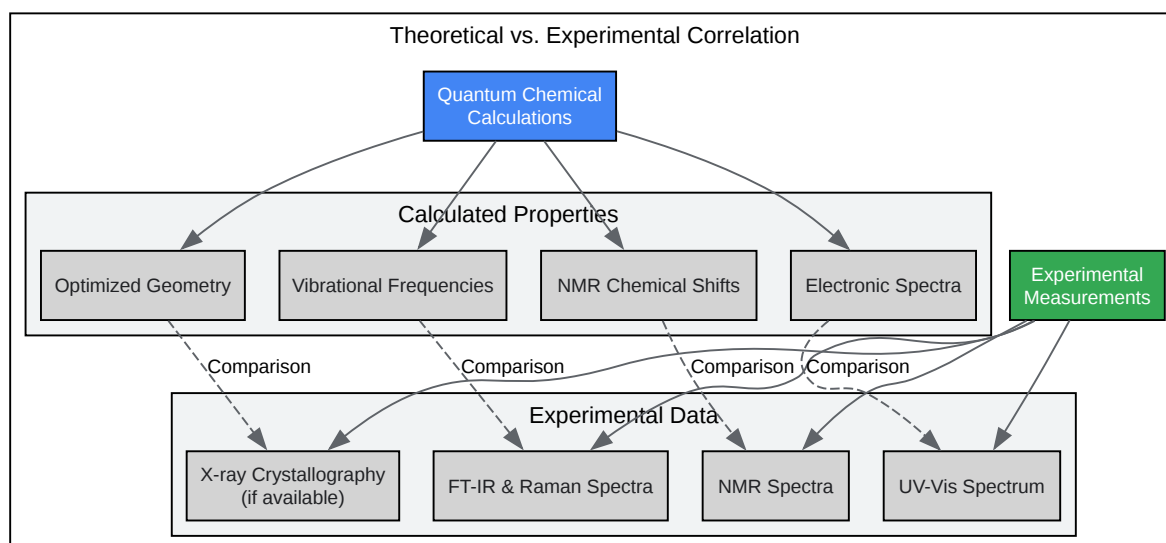 Theoretical vs. Experimental Correlation
Quantum Chemical
Calculations
Calculated Properties
Optimized Geometry
Vibrational Frequencies
NMR Chemical Shifts
Electronic Spectra
Experimental
Measurements
Comparison
Comparison
Comparison
Comparison
Experimental Data
X-ray Crystallography
(if available)
FT-IR & Raman Spectra
NMR Spectra
UV-Vis Spectrum